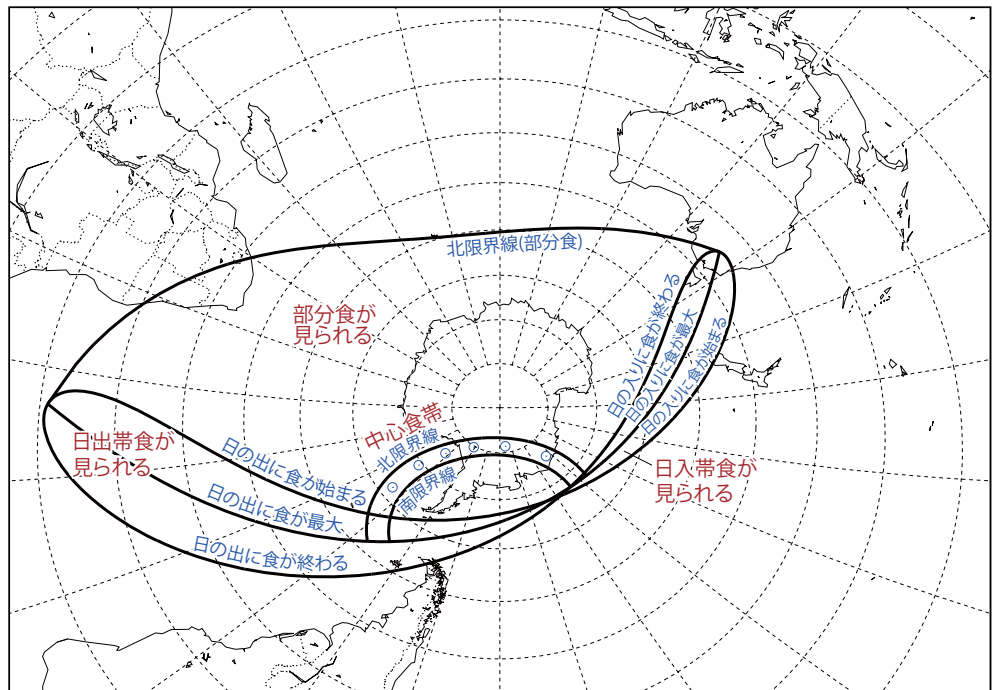 北限界線(部分食)
部分食が
見られる
日の入りに食が終わる
日の入りに食が最大
日の入りに食が始まる
中心食帯
北限界線
南限界線
日出帯食が
見られる
日の出に食が始まる
日の出に食が最大
日の出に食が終わる
日入帯食が
見られる